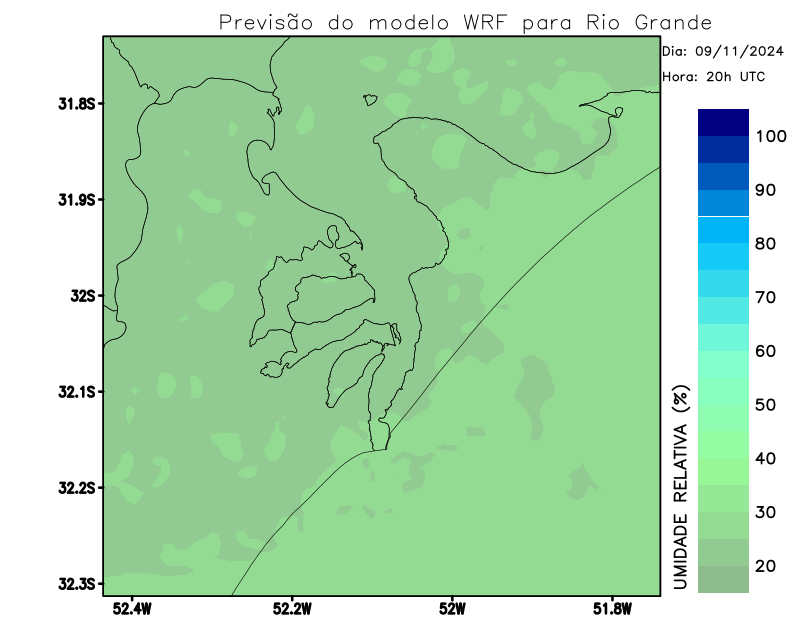 Previsão do modelo WRF para Rio Grande
Dia: 09/11/2024
Hora: 20h UTC
31.8S
31.9S
32S
32.1S
32.2S
32.3S
52.4W 52.2W 52W 51.8W
100
90
80
70
60
50
40
30
20
UMIDADE RELATIVA (%)